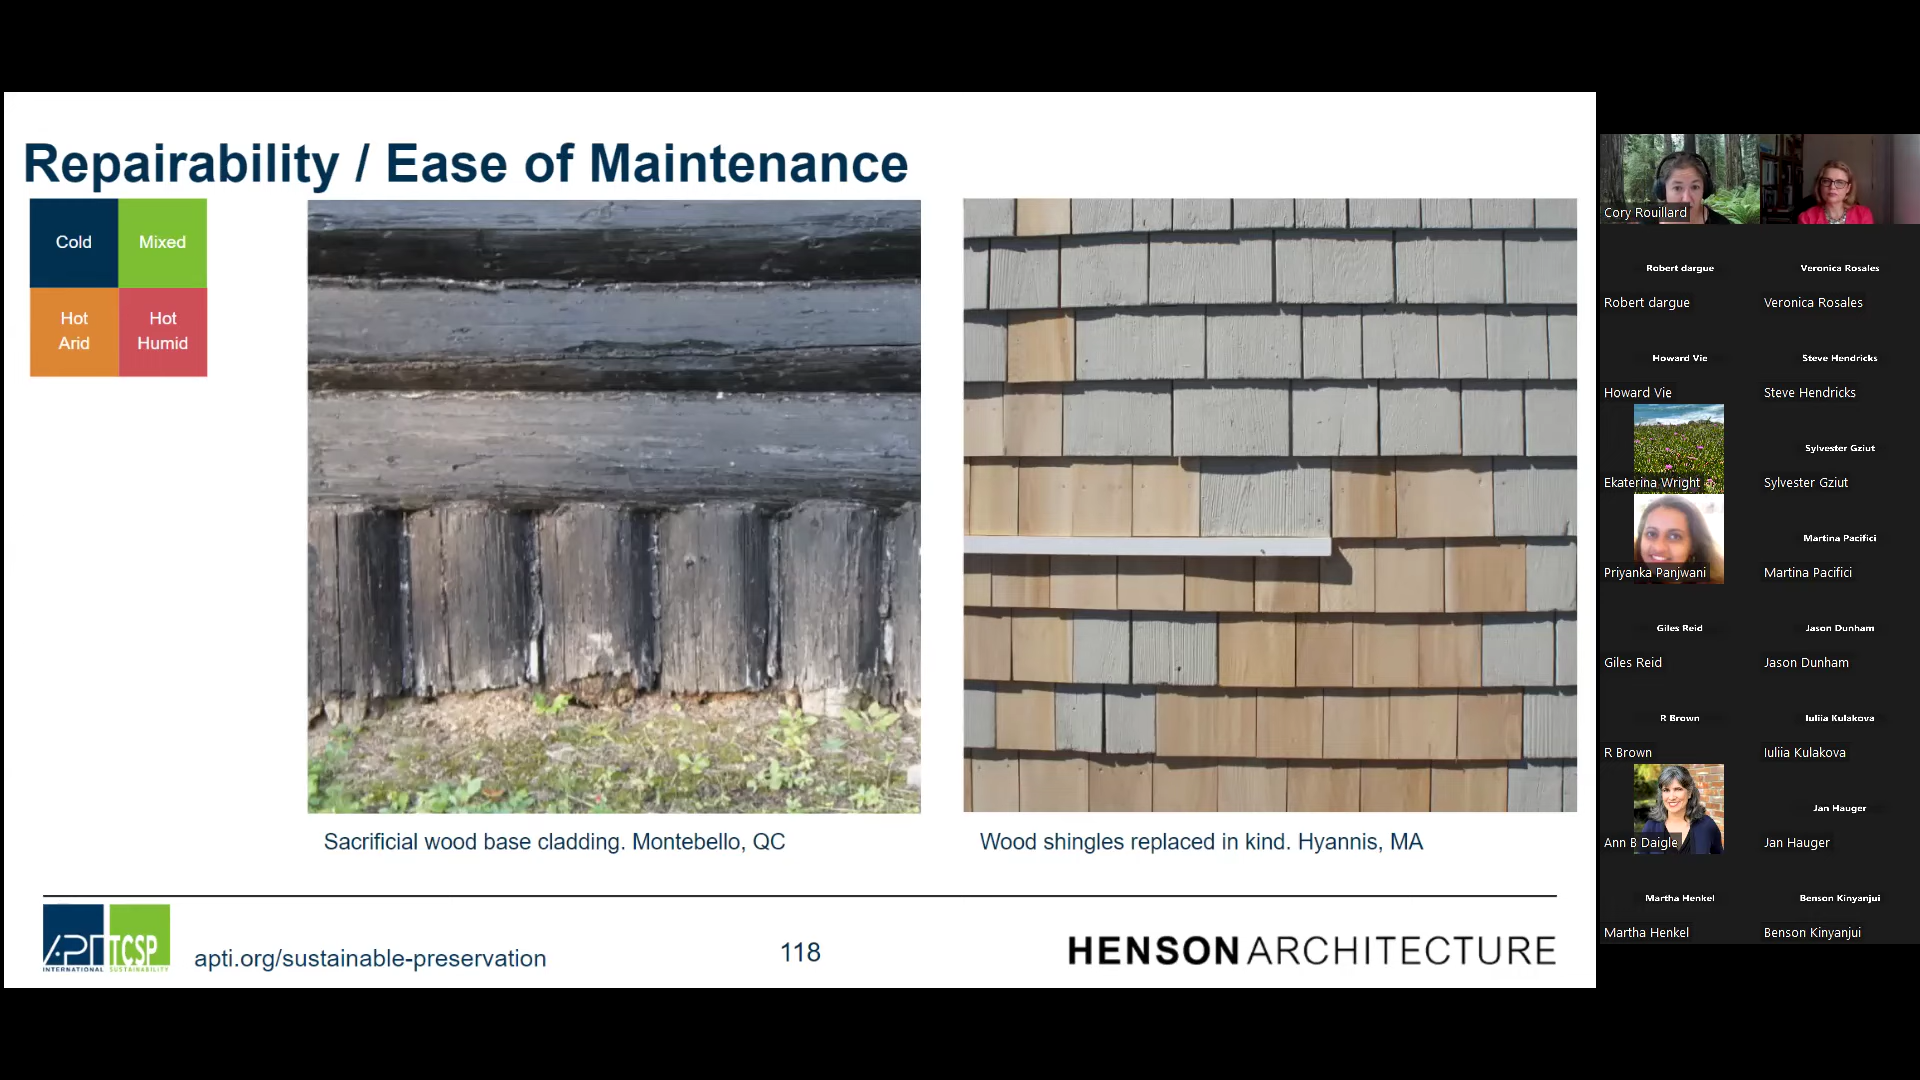 Repairability / Ease of Maintenance
Cold
Mixed
Hot
Arid
Hot
Humid
Sacrificial wood base cladding. Montebello, QC
Wood shingles replaced in kind. Hyannis, MA
APT TCSP
INTERNATIONAL SUSTAINABILITY
apti.org/sustainable-preservation
118
HENSON ARCHITECTURE
Cory Rouillard
Robert dargue
Veronica Rosales
Robert dargue
Veronica Rosales
Howard Vie
Steve Hendricks
Howard Vie
Steve Hendricks
Sylvester Gziut
Ekaterina Wright
Sylvester Gziut
Martina Pacifici
Priyanka Panjwani
Martina Pacifici
Giles Reid
Jason Dunham
Giles Reid
Jason Dunham
R Brown
Iuliia Kulakova
R Brown
Iuliia Kulakova
Jan Hauger
Ann B Daigle
Jan Hauger
Martha Henkel
Benson Kinyanjui
Martha Henkel
Benson Kinyanjui